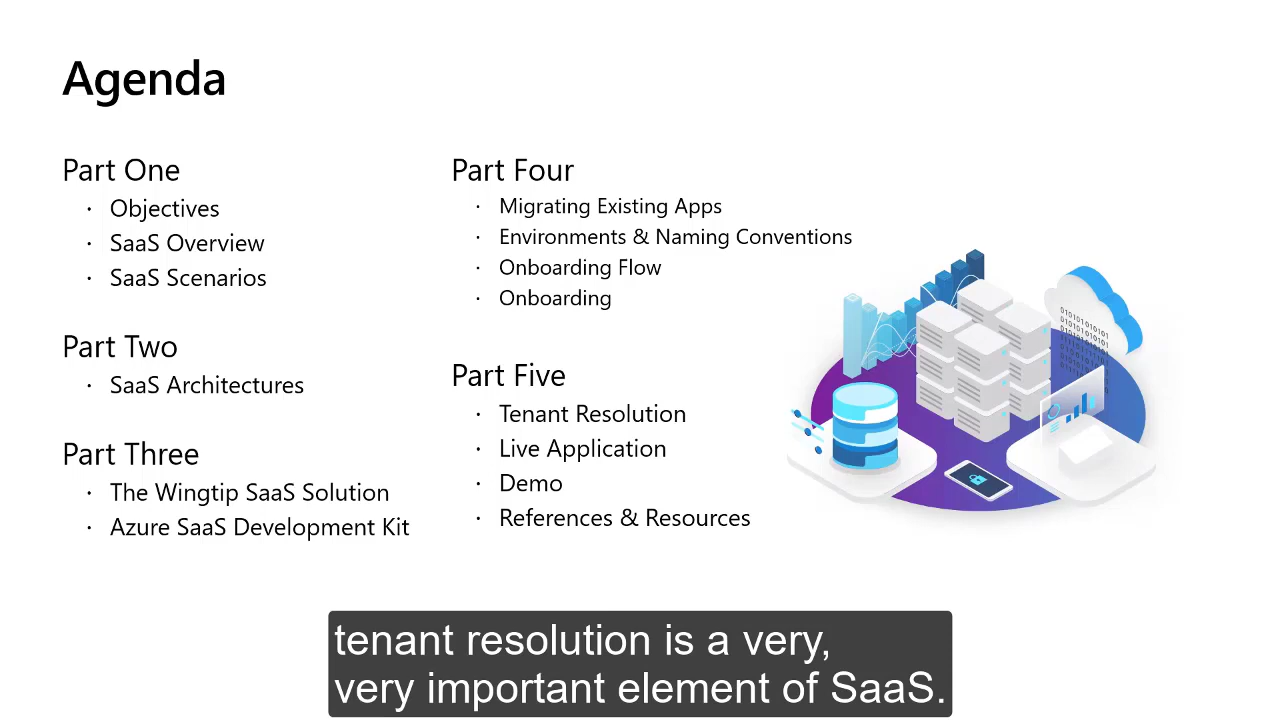 Agenda
Part One
· Objectives
· SaaS Overview
· SaaS Scenarios
Part Two
· SaaS Architectures
Part Three
· The Wingtip SaaS Solution
· Azure SaaS Development Kit
Part Four
· Migrating Existing Apps
· Environments & Naming Conventions
· Onboarding Flow
· Onboarding
Part Five
· Tenant Resolution
· Live Application
· Demo
· References & Resources
tenant resolution is a very,
very important element of SaaS.